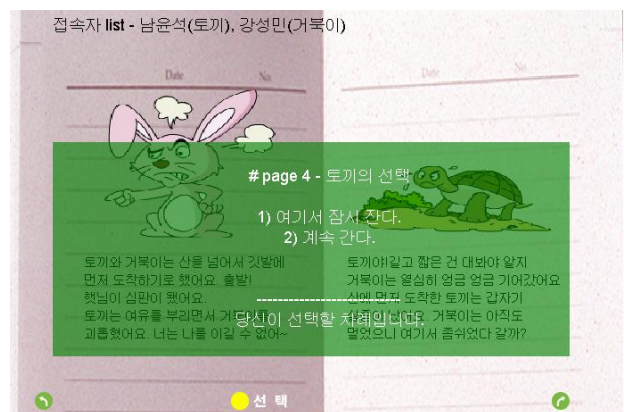 접속자 list - 남윤석(토끼), 강성민(거북이)
Date No.
Date No.
# page 4 - 토끼의 선택
1) 여기서 잠시 잔다.
2) 계속 간다.
토끼와 거북이는 산을 넘어서 깃발에
먼저 도착하기로 했어요. 출발!
햇님이 심판이 됐어요.
토끼는 여유를 부리면서
괴롭혔어요. 너는 나를 이길 수 없어~
토끼야!길고 짧은 건 대봐야 알지
거북이는 열심히 엉금 엉금 기어갔어요
산에 먼저 도착한 토끼는 갑자기
거북이는 아직도
멀었으니 여기서 좀쉬었다 갈까?
--------------------------
당신이 선택할 차례입니다.
선 택